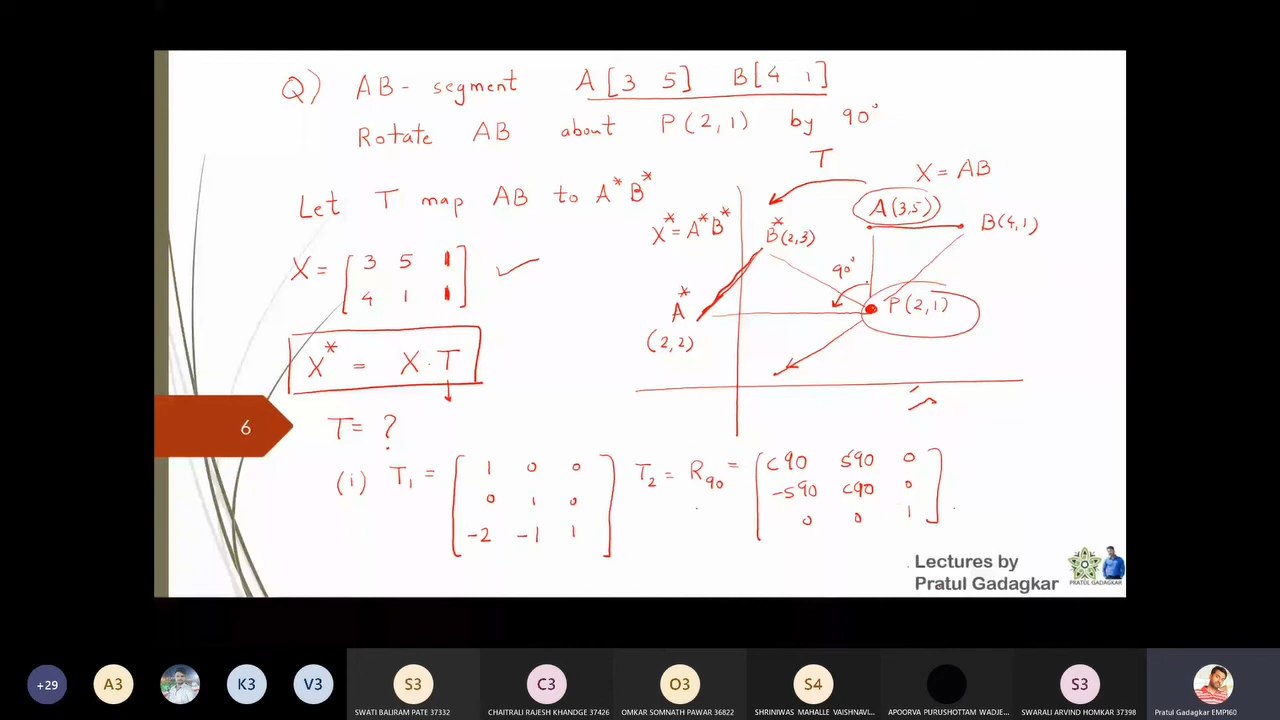 Q) AB- segment A [3 5] B [4 1]
Rotate AB about P(2,1) by 90°
Let T map AB to A*B*
X = [3 5 1
4 1 1]
X* = X · T
T = ?
(i) T1 = [1 0 0
0 1 0
-2 -1 1]
T2 = R90 = [c90 s90 0
-s90 c90 0
0 0 1]
T
X = AB
X* = A*B*
A(3,5)
B(4,1)
B*(2,3)
90°
P(2,1)
A*
(2,2)
6
Lectures by
Pratul Gadagkar
PRATUL GADAGKAR
+29
A3
K3
V3
S3
SWATI BALIRAM PATE 37332
C3
CHAITRALI RAJESH KHANDGE 37426
O3
OMKAR SOMNATH PAWAR 36822
S4
SHRINIWAS MAHALLE VAISHNAVI...
APOORVA PURUSHOTTAM WADJE...
S3
SWARALI ARVIND HOMKAR 37398
Pratul Gadagkar EMP160